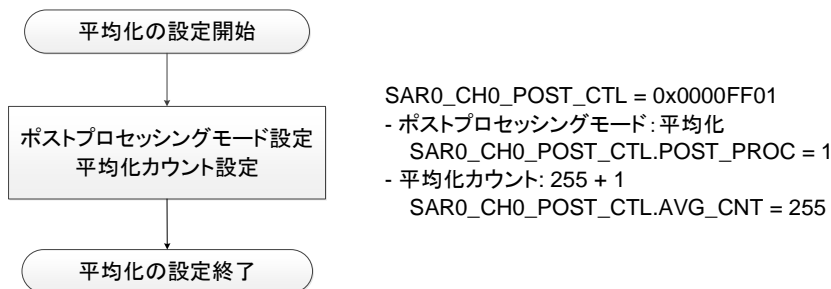 平均化の設定開始
ポストプロセッシングモード設定
平均化カウント設定
平均化の設定終了
SAR0_CH0_POST_CTL = 0x0000FF01
- ポストプロセッシングモード：平均化
SAR0_CH0_POST_CTL.POST_PROC = 1
- 平均化カウント: 255 + 1
SAR0_CH0_POST_CTL.AVG_CNT = 255